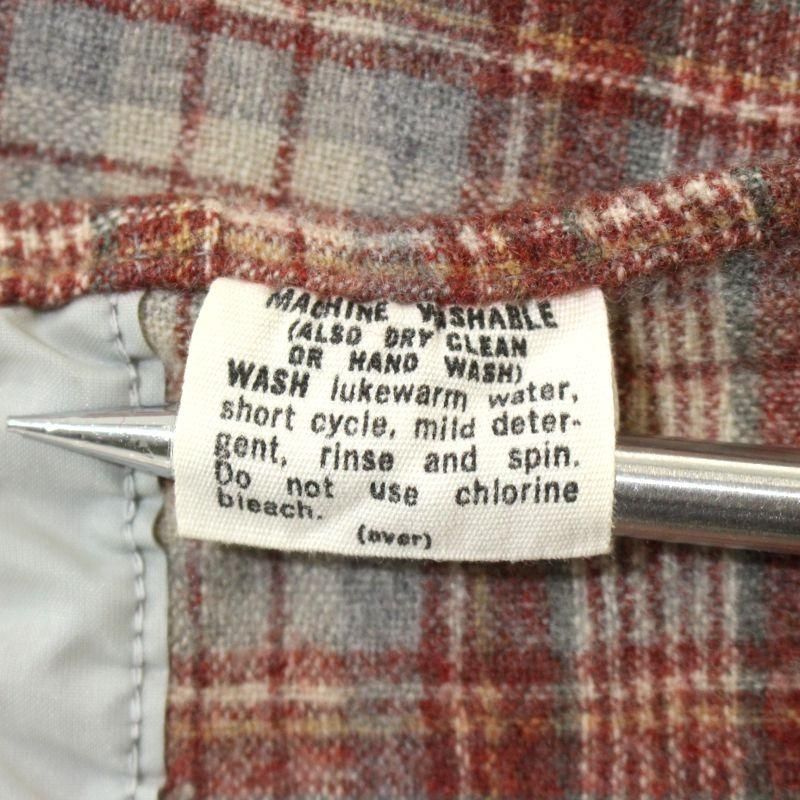 MACHINE WASHABLE
(ALSO DRY CLEAN
OR HAND WASH)
WASH lukewarm water,
short cycle, mild deter-
gent, rinse and spin.
Do not use chlorine
bleach.
(over)